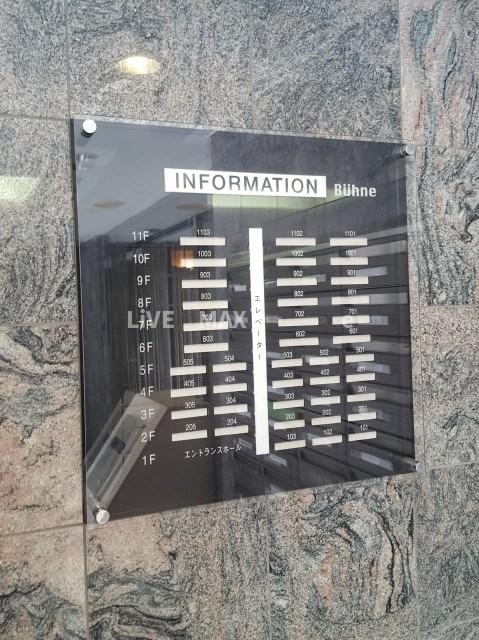 INFORMATION Bühne
11F 1103 1102 1101
10F 1003 1002 1001
9F 903 902 901
8F 803 802 801
7F 703 702 701
6F 603 602 601
5F 505 504 503 502 501
4F 405 404 403 402 401
3F 305 304 303 302 301
2F 205 204 203 202 201
1F エントランスホール 103 102 101
エレベーター
LiVE MAX